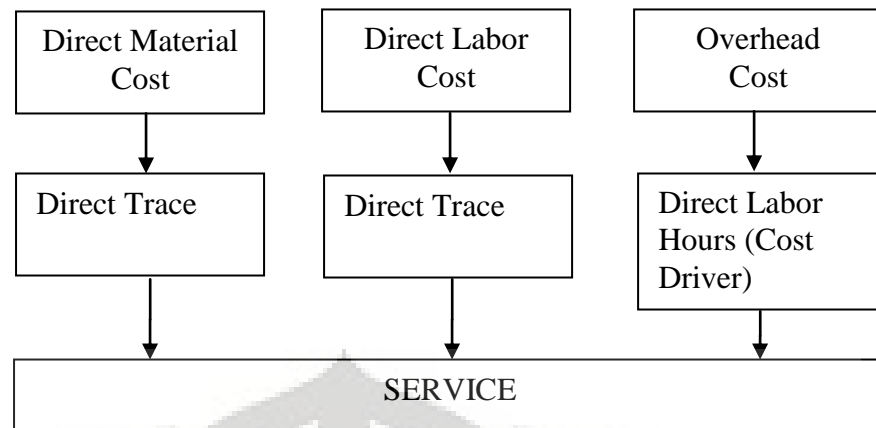 Direct Material
Cost
Direct Labor
Cost
Overhead
Cost
Direct Trace
Direct Trace
Direct Labor
Hours (Cost
Driver)
SERVICE